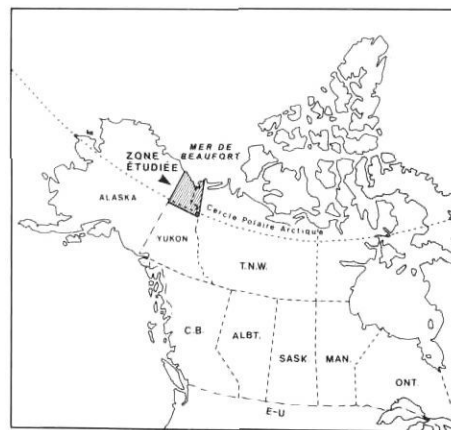 MER DE
BEAUFORT
ZONE
ÉTUDIÉE
ALASKA
Cercle Polaire Arctique
YUKON
T.N.W.
C.B.
ALBT.
SASK
MAN.
ONT.
E-U